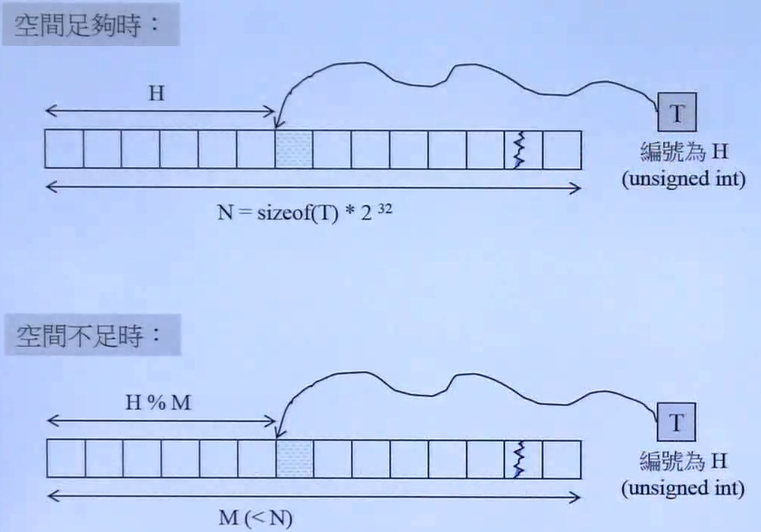 空間足夠時：
H
T
編號為 H
(unsigned int)
N = sizeof(T) * 2 32
空間不足時：
H % M
T
編號為 H
(unsigned int)
M (< N)